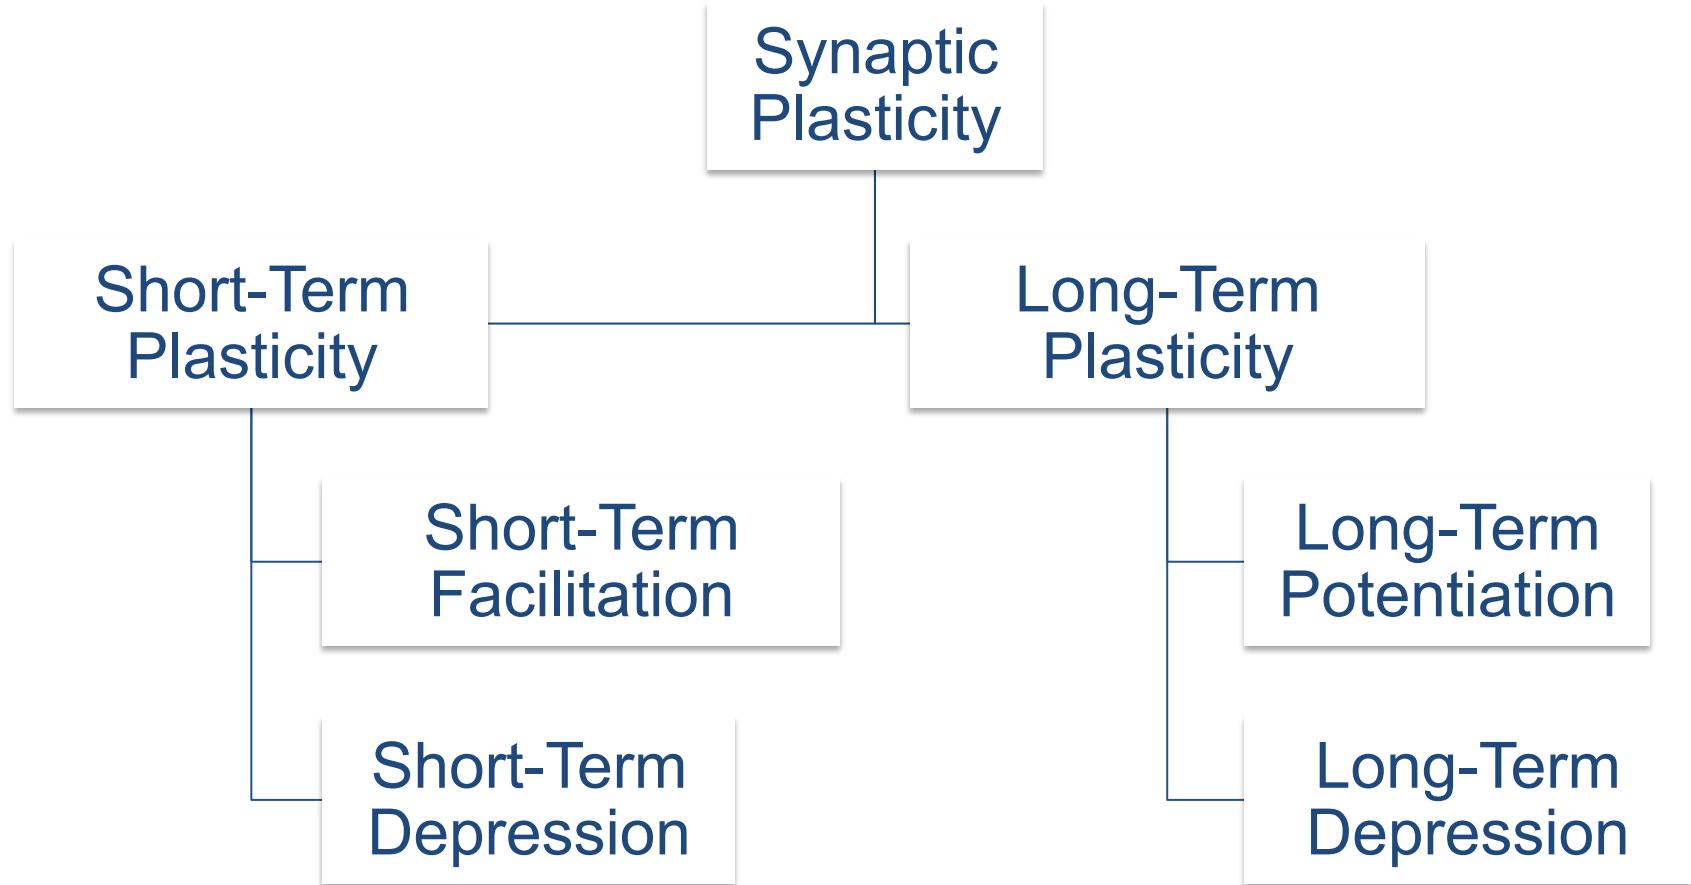 Synaptic
Plasticity
Short-Term
Plasticity
Long-Term
Plasticity
Short-Term
Facilitation
Long-Term
Potentiation
Short-Term
Depression
Long-Term
Depression